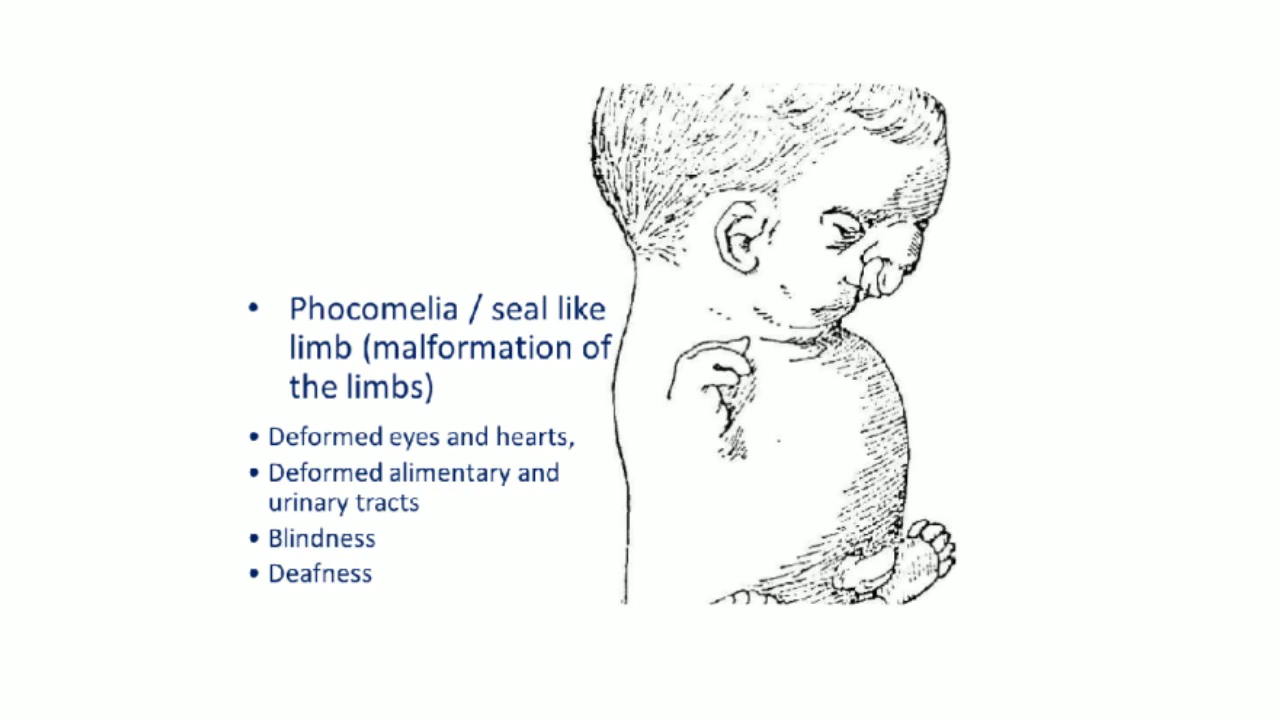 • Phocomelia / seal like
limb (malformation of
the limbs)
• Deformed eyes and hearts,
• Deformed alimentary and
urinary tracts
• Blindness
• Deafness